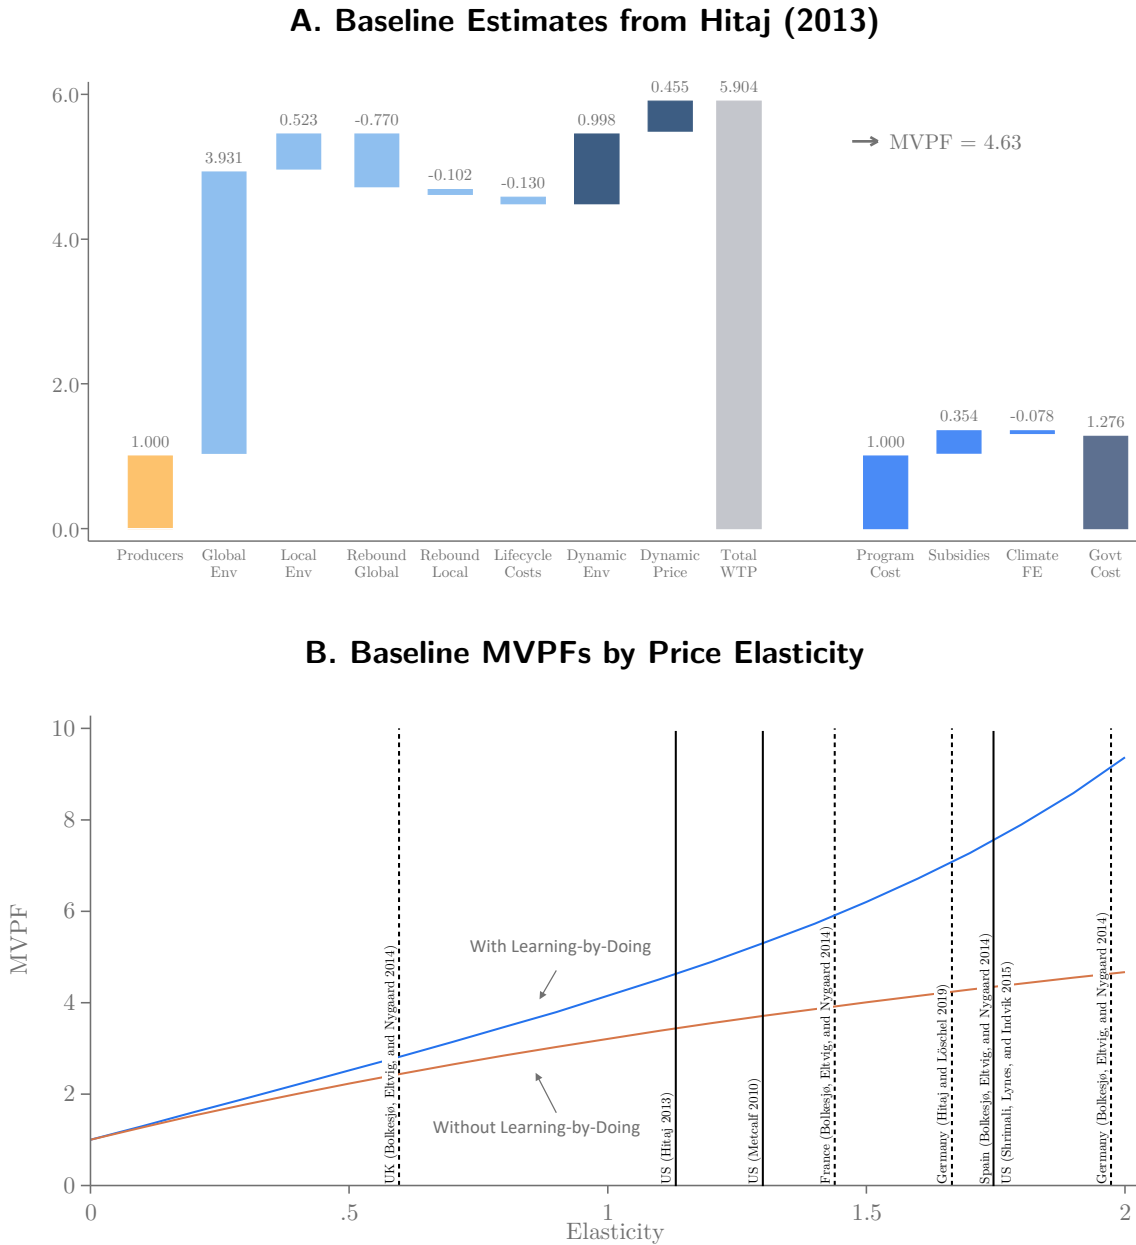 A. Baseline Estimates from Hitaj (2013)
6.0
4.0
2.0
0.0
1.000
3.931
0.523
-0.770
-0.102
-0.130
0.998
0.455
5.904
MVPF = 4.63
1.000
0.354
-0.078
1.276
Producers
Global
Env
Local
Env
Rebound
Global
Rebound
Local
Lifecycle
Costs
Dynamic
Env
Dynamic
Price
Total
WTP
Program
Cost
Subsidies
Climate
FE
Govt
Cost
B. Baseline MVPFs by Price Elasticity
MVPF
10
8
6
4
2
0
With Learning-by-Doing
Without Learning-by-Doing
UK (Bolkesjø, Eltvig, and Nygaard 2014)
US (Hitaj 2013)
US (Metcalf 2010)
France (Bolkesjø, Eltvig, and Nygaard 2014)
Germany (Hitaj and Löschel 2019)
Spain (Bolkesjø, Eltvig, and Nygaard 2014)
US (Shrimali, Lynes, and Indvik 2015)
Germany (Bolkesjø, Eltvig, and Nygaard 2014)
0
.5
1
1.5
2
Elasticity